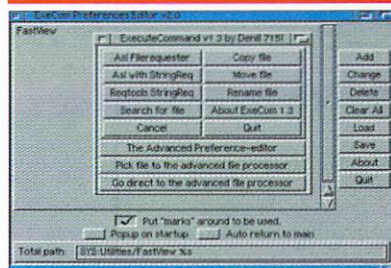 ExeCom Preferences Editor v2.0
FastView
ExecuteCommand v1.3 by Denill 7151
Asl Filerequester
Copy file
Asl with StringReq
Move file
Reqtools StringReq
Rename file
Search for file
About ExeCom 1.3
Cancel
Quit
The Advanced Preference-editor
Pick file to the advanced file processor
Go direct to the advanced file processor
Add
Change
Delete
Clear All
Load
Save
About
Quit
Put "marks" around to be used.
Popup on startup
Auto return to main
Total path:
SYS:Utilities/FastView %s